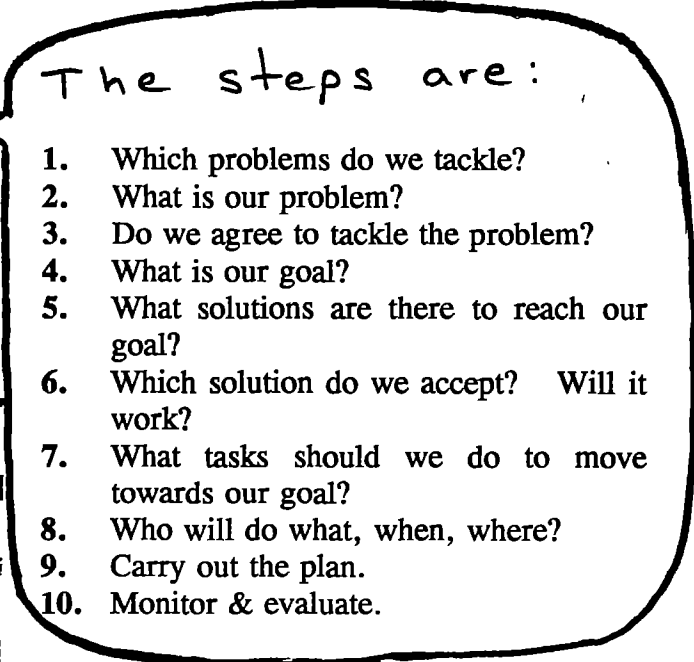 The steps are:
1. Which problems do we tackle?
2. What is our problem?
3. Do we agree to tackle the problem?
4. What is our goal?
5. What solutions are there to reach our
goal?
6. Which solution do we accept? Will it
work?
7. What tasks should we do to move
towards our goal?
8. Who will do what, when, where?
9. Carry out the plan.
10. Monitor & evaluate.